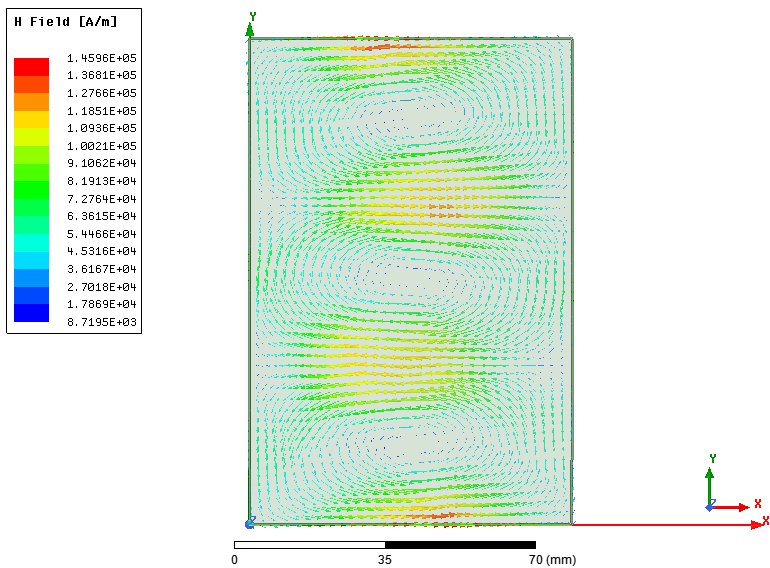 H Field [A/m]
1.4596E+05
1.3681E+05
1.2766E+05
1.1851E+05
1.0936E+05
1.0021E+05
9.1062E+04
8.1913E+04
7.2764E+04
6.3615E+04
5.4466E+04
4.5316E+04
3.6167E+04
2.7018E+04
1.7869E+04
8.7195E+03
Y
Z
X
Y
Z
X
0 35 70 (mm)